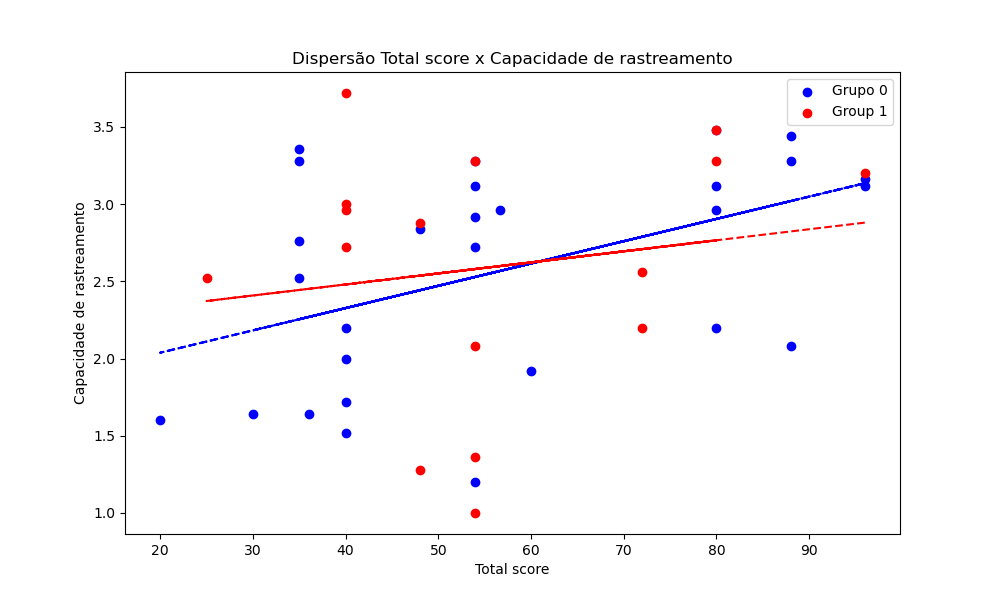 Dispersão Total score x Capacidade de rastreamento
Grupo 0
Group 1
Capacidade de rastreamento
3.5
3.0
2.5
2.0
1.5
1.0
20 30 40 50 60 70 80 90
Total score